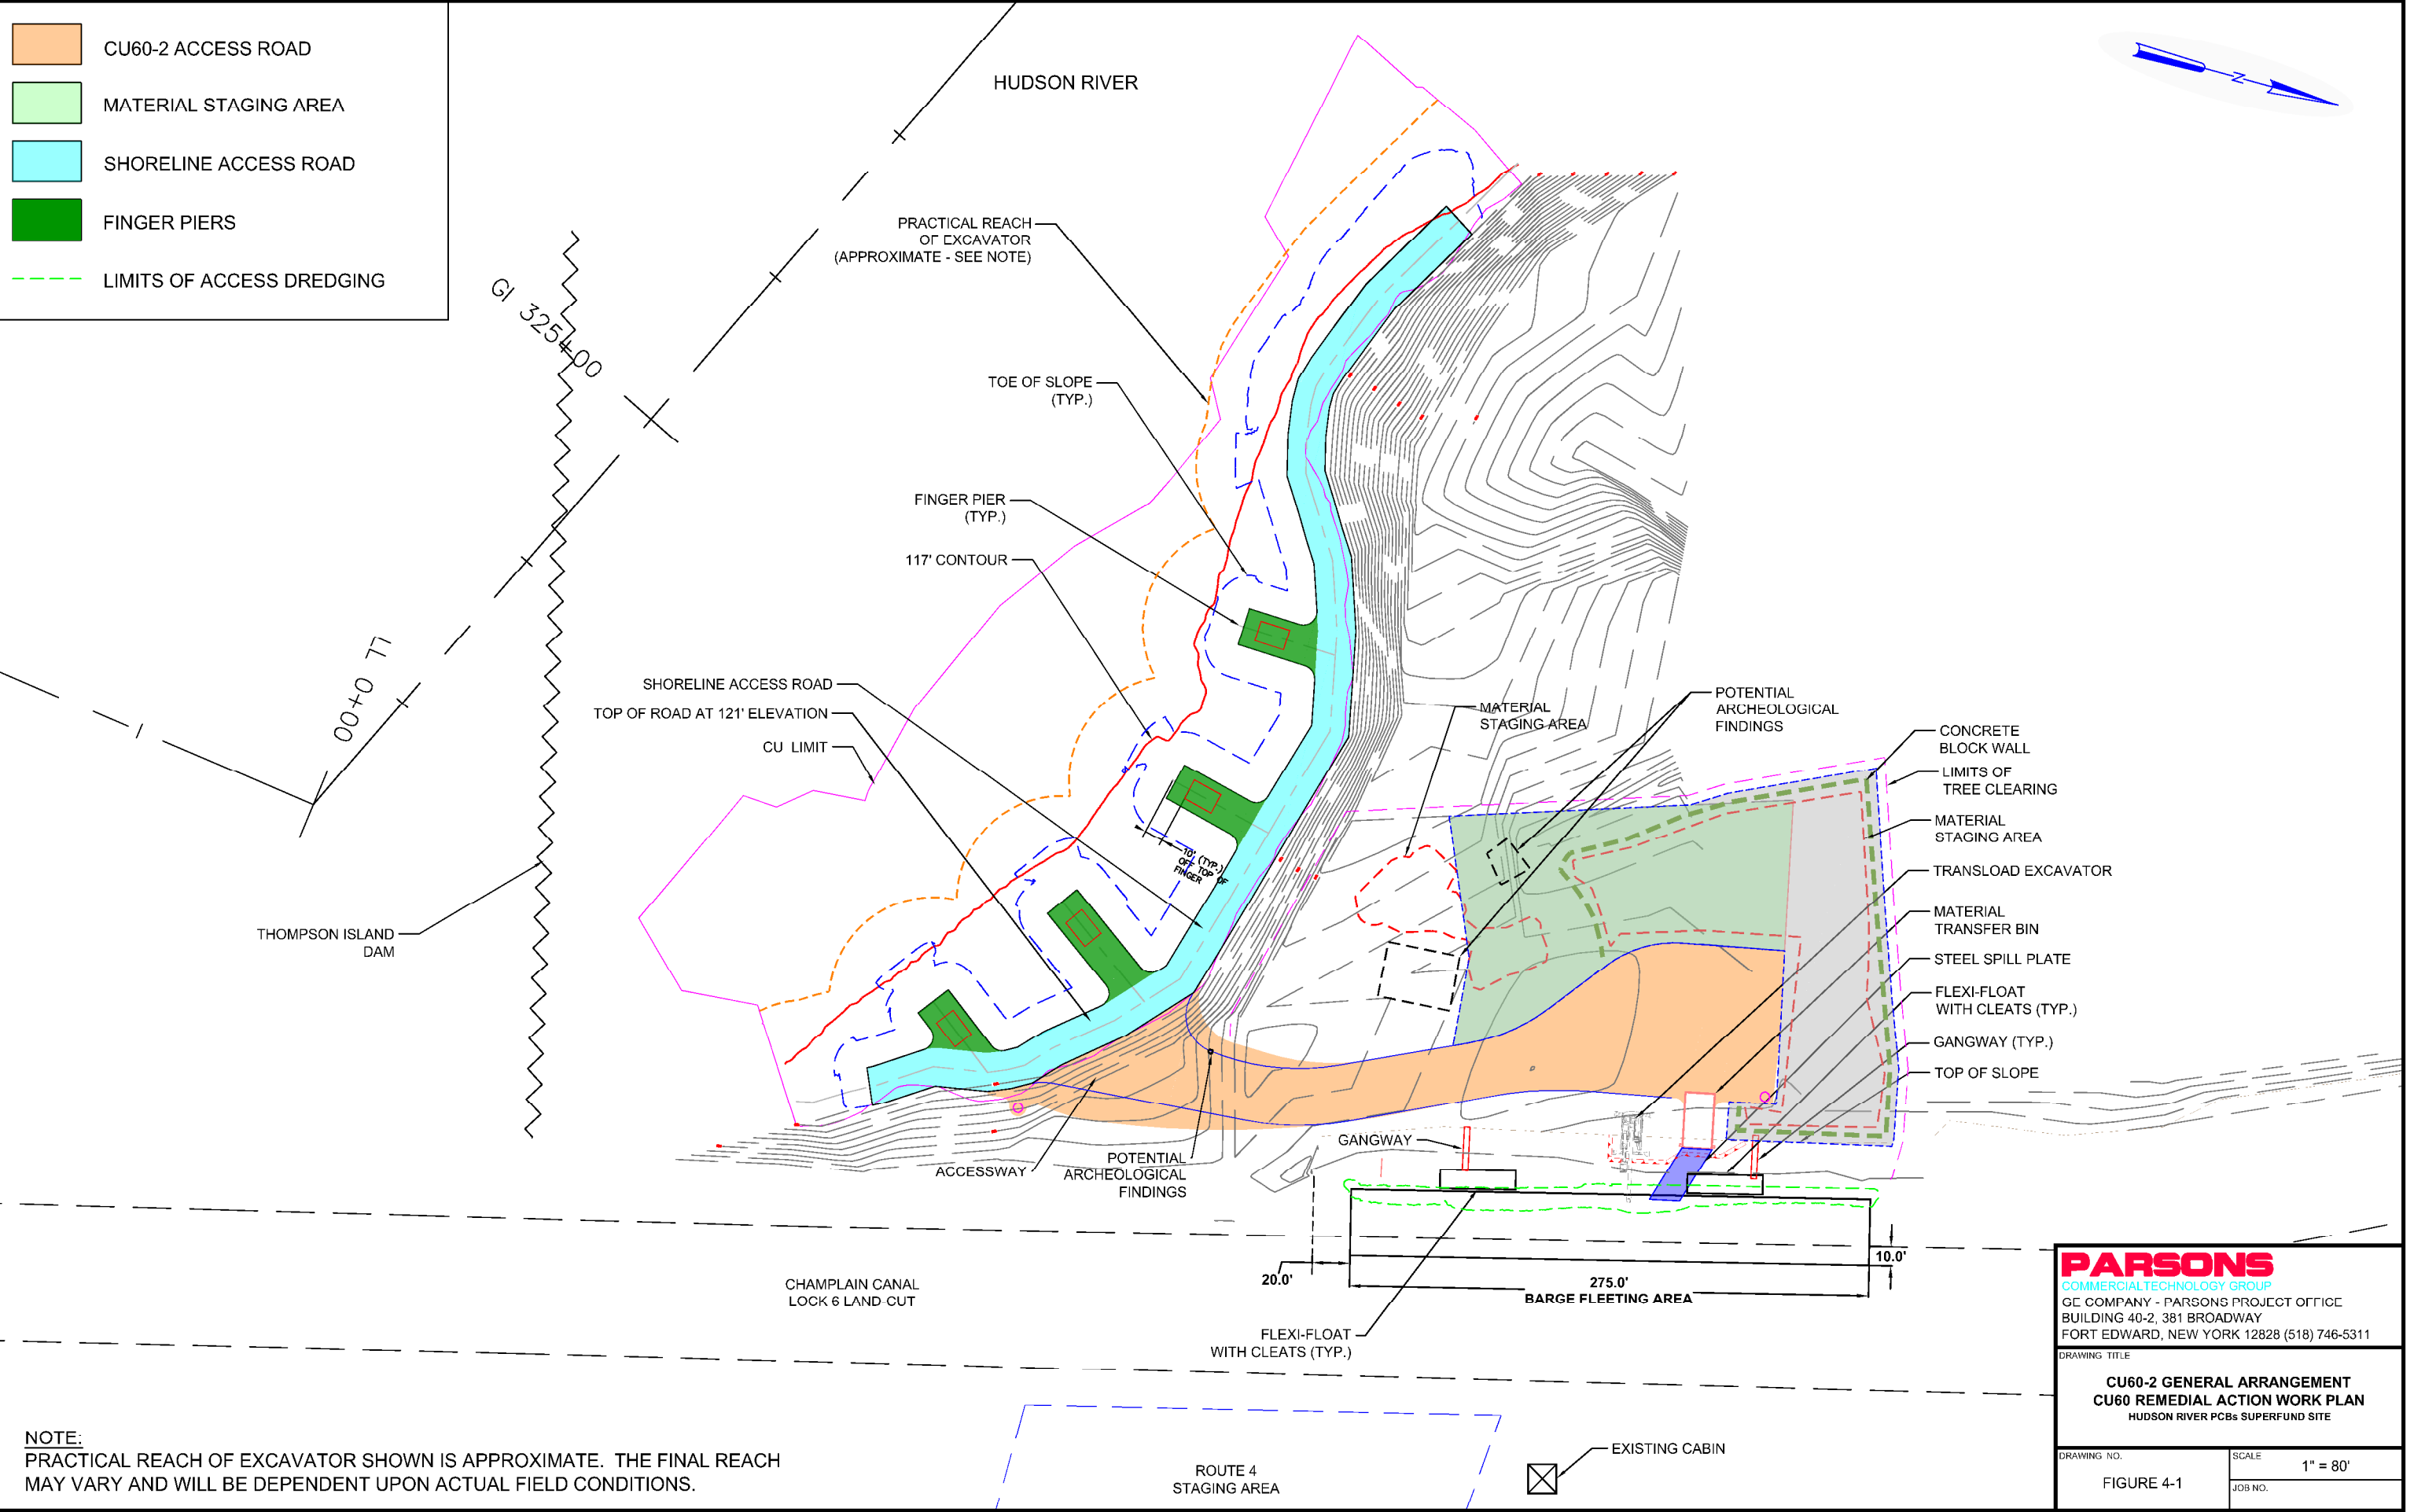 CU60-2 ACCESS ROAD
MATERIAL STAGING AREA
SHORELINE ACCESS ROAD
FINGER PIERS
LIMITS OF ACCESS DREDGING
HUDSON RIVER
N
PRACTICAL REACH
OF EXCAVATOR
(APPROXIMATE - SEE NOTE)
GI 325+00
TOE OF SLOPE
(TYP.)
FINGER PIER
(TYP.)
117' CONTOUR
LL 0+00
SHORELINE ACCESS ROAD
TOP OF ROAD AT 121' ELEVATION
CU LIMIT
MATERIAL
STAGING AREA
POTENTIAL
ARCHEOLOGICAL
FINDINGS
CONCRETE
BLOCK WALL
LIMITS OF
TREE CLEARING
MATERIAL
STAGING AREA
TRANSLOAD EXCAVATOR
MATERIAL
TRANSFER BIN
STEEL SPILL PLATE
FLEXI-FLOAT
WITH CLEATS (TYP.)
GANGWAY (TYP.)
TOP OF SLOPE
10' (TYP.)
OFF TOP OF
FINGER
THOMPSON ISLAND
DAM
GANGWAY
ACCESSWAY
POTENTIAL
ARCHEOLOGICAL
FINDINGS
20.0'
275.0'
BARGE FLEETING AREA
10.0'
CHAMPLAIN CANAL
LOCK 6 LAND-CUT
FLEXI-FLOAT
WITH CLEATS (TYP.)
ROUTE 4
STAGING AREA
EXISTING CABIN
NOTE:
PRACTICAL REACH OF EXCAVATOR SHOWN IS APPROXIMATE. THE FINAL REACH
MAY VARY AND WILL BE DEPENDENT UPON ACTUAL FIELD CONDITIONS.
PARSONS
COMMERCIAL TECHNOLOGY GROUP
GE COMPANY - PARSONS PROJECT OFFICE
BUILDING 40-2, 381 BROADWAY
FORT EDWARD, NEW YORK 12828 (518) 746-5311
DRAWING TITLE
CU60-2 GENERAL ARRANGEMENT
CU60 REMEDIAL ACTION WORK PLAN
HUDSON RIVER PCBs SUPERFUND SITE
DRAWING NO.
FIGURE 4-1
SCALE
1" = 80'
JOB NO.